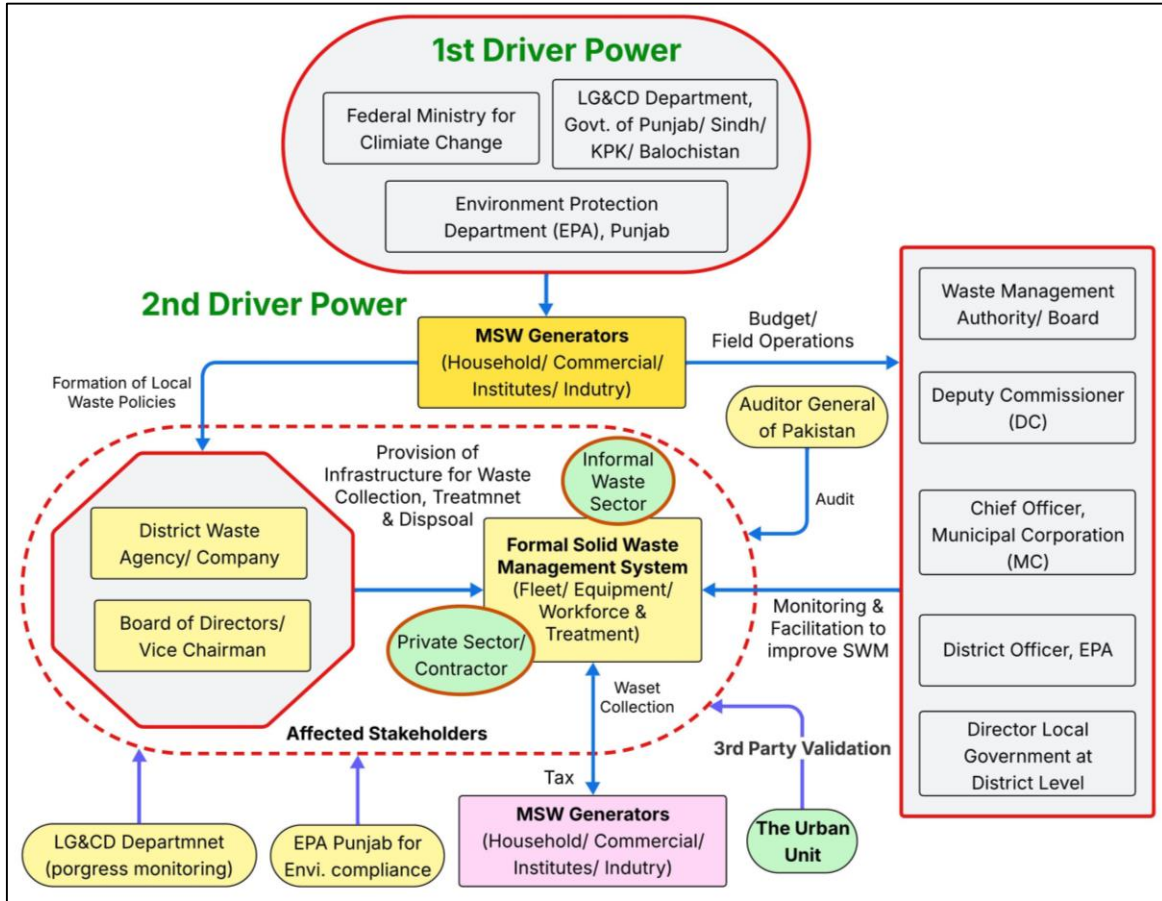 1st Driver Power
Federal Ministry for
Climiate Change
LG&CD Department,
Govt. of Punjab/ Sindh/
KPK/ Balochistan
Environment Protection
Department (EPA), Punjab
2nd Driver Power
MSW Generators
(Household/ Commercial/
Institutes/ Indutry)
Budget/
Field Operations
Formation of Local
Waste Policies
Waste Management
Authority/ Board
Deputy Commissioner
(DC)
Chief Officer,
Municipal Corporation
(MC)
District Officer, EPA
Director Local
Government at
District Level
Auditor General
of Pakistan
Audit
Provision of
Infrastructure for Waste
Collection, Treatmnet
& Dispsoal
Informal
Waste
Sector
District Waste
Agency/ Company
Board of Directors/
Vice Chairman
Formal Solid Waste
Management System
(Fleet/ Equipment/
Workforce &
Treatment)
Private Sector/
Contractor
Monitoring &
Facilitation to
improve SWM
Waset
Collection
Affected Stakeholders
3rd Party Validation
Tax
LG&CD Departmnet
(porgress monitoring)
EPA Punjab for
Envi. compliance
MSW Generators
(Household/ Commercial/
Institutes/ Indutry)
The Urban
Unit